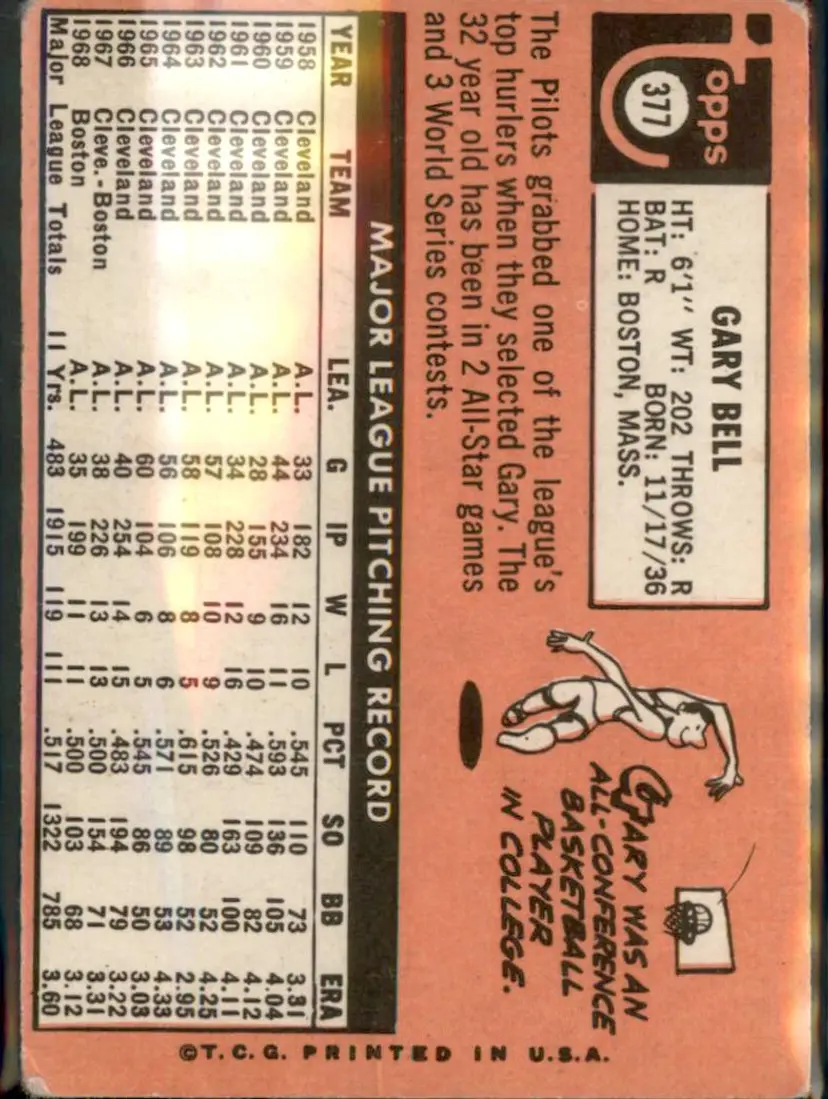 Topps
377
GARY BELL
HT: 6'1" WT: 202 THROWS: R
BAT: R BORN: 11/17/36
HOME: BOSTON, MASS.
The Pilots grabbed one of the league's
top hurlers when they selected Gary. The
32 year old has been in 2 All-Star games
and 3 World Series contests.
GARY WAS AN
ALL-CONFERENCE
BASKETBALL
PLAYER
IN COLLEGE.
MAJOR LEAGUE PITCHING RECORD
YEAR TEAM LEA. G IP W L PCT SO BB ERA
1958 Cleveland A.L. 33 182 12 10 .545 110 73 3.31
1959 Cleveland A.L. 44 234 16 11 .593 136 105 4.04
1960 Cleveland A.L. 28 155 9 10 .474 109 82 4.12
1961 Cleveland A.L. 34 228 12 16 .429 163 100 4.11
1962 Cleveland A.L. 57 108 10 9 .526 80 52 4.25
1963 Cleveland A.L. 58 119 8 5 .615 98 52 2.95
1964 Cleveland A.L. 56 106 8 6 .571 89 53 4.33
1965 Cleveland A.L. 60 104 6 5 .545 86 50 3.03
1966 Cleveland A.L. 40 254 14 15 .483 194 79 3.22
1967 Cleve.-Boston A.L. 38 226 13 13 .500 154 71 3.31
1968 Boston A.L. 35 199 11 11 .500 103 68 3.12
Major League Totals 11 Yrs. 483 1915 119 111 .517 1322 785 3.60
©T.C.G. PRINTED IN U.S.A.